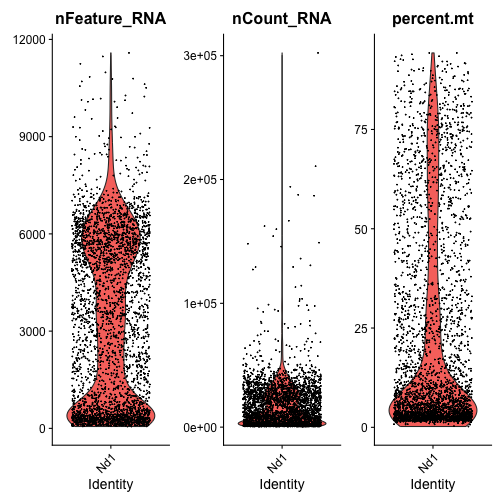 nFeature_RNA
12000
9000
6000
3000
0
Nd1
Identity
nCount_RNA
3e+05
2e+05
1e+05
0e+00
Nd1
Identity
percent.mt
75
50
25
0
Nd1
Identity